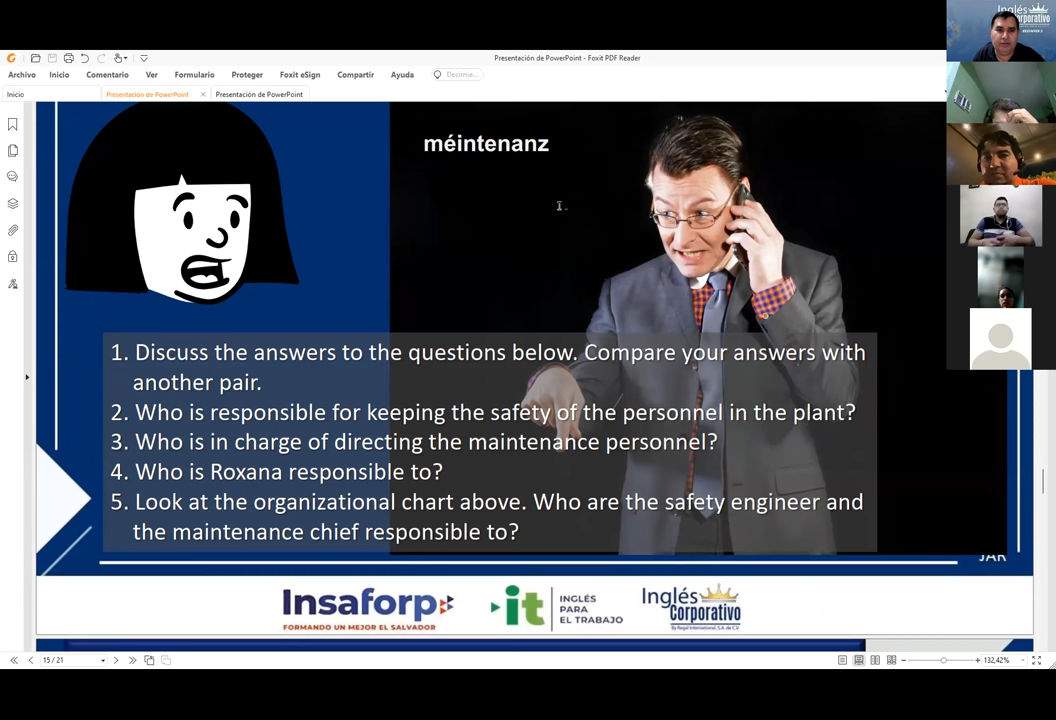 Inglés
Corporativo
BEGINNER 2
Presentación de PowerPoint - Foxit PDF Reader
Archivo Inicio Comentario Ver Formulario Proteger Foxit eSign Compartir Ayuda Decirme...
Inicio Presentación de PowerPoint Presentación de PowerPoint
méintenanz
1. Discuss the answers to the questions below. Compare your answers with
another pair.
2. Who is responsible for keeping the safety of the personnel in the plant?
3. Who is in charge of directing the maintenance personnel?
4. Who is Roxana responsible to?
5. Look at the organizational chart above. Who are the safety engineer and
the maintenance chief responsible to?
JAR
Insaforp
FORMANDO UN MEJOR EL SALVADOR
it
INGLÉS
PARA
EL TRABAJO
Inglés
Corporativo
By Regal International, S.A. de C.V.
15 / 21
132,42%